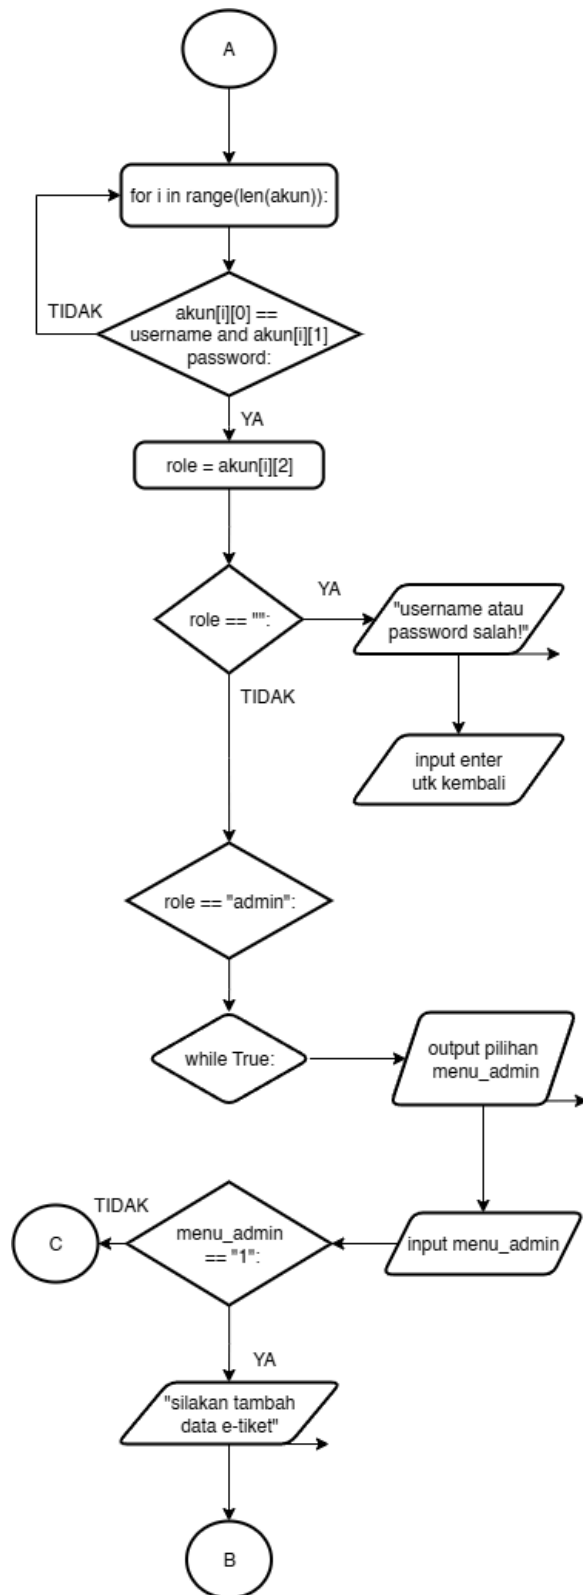 A
for i in range(len(akun)):
TIDAK
akun[i][0] ==
username and akun[i][1]
password:
YA
role = akun[i][2]
role == "":
YA
"username atau
password salah!"
TIDAK
input enter
utk kembali
role == "admin":
while True:
output pilihan
menu_admin
TIDAK
C
menu_admin
== "1":
input menu_admin
YA
"silakan tambah
data e-tiket"
B